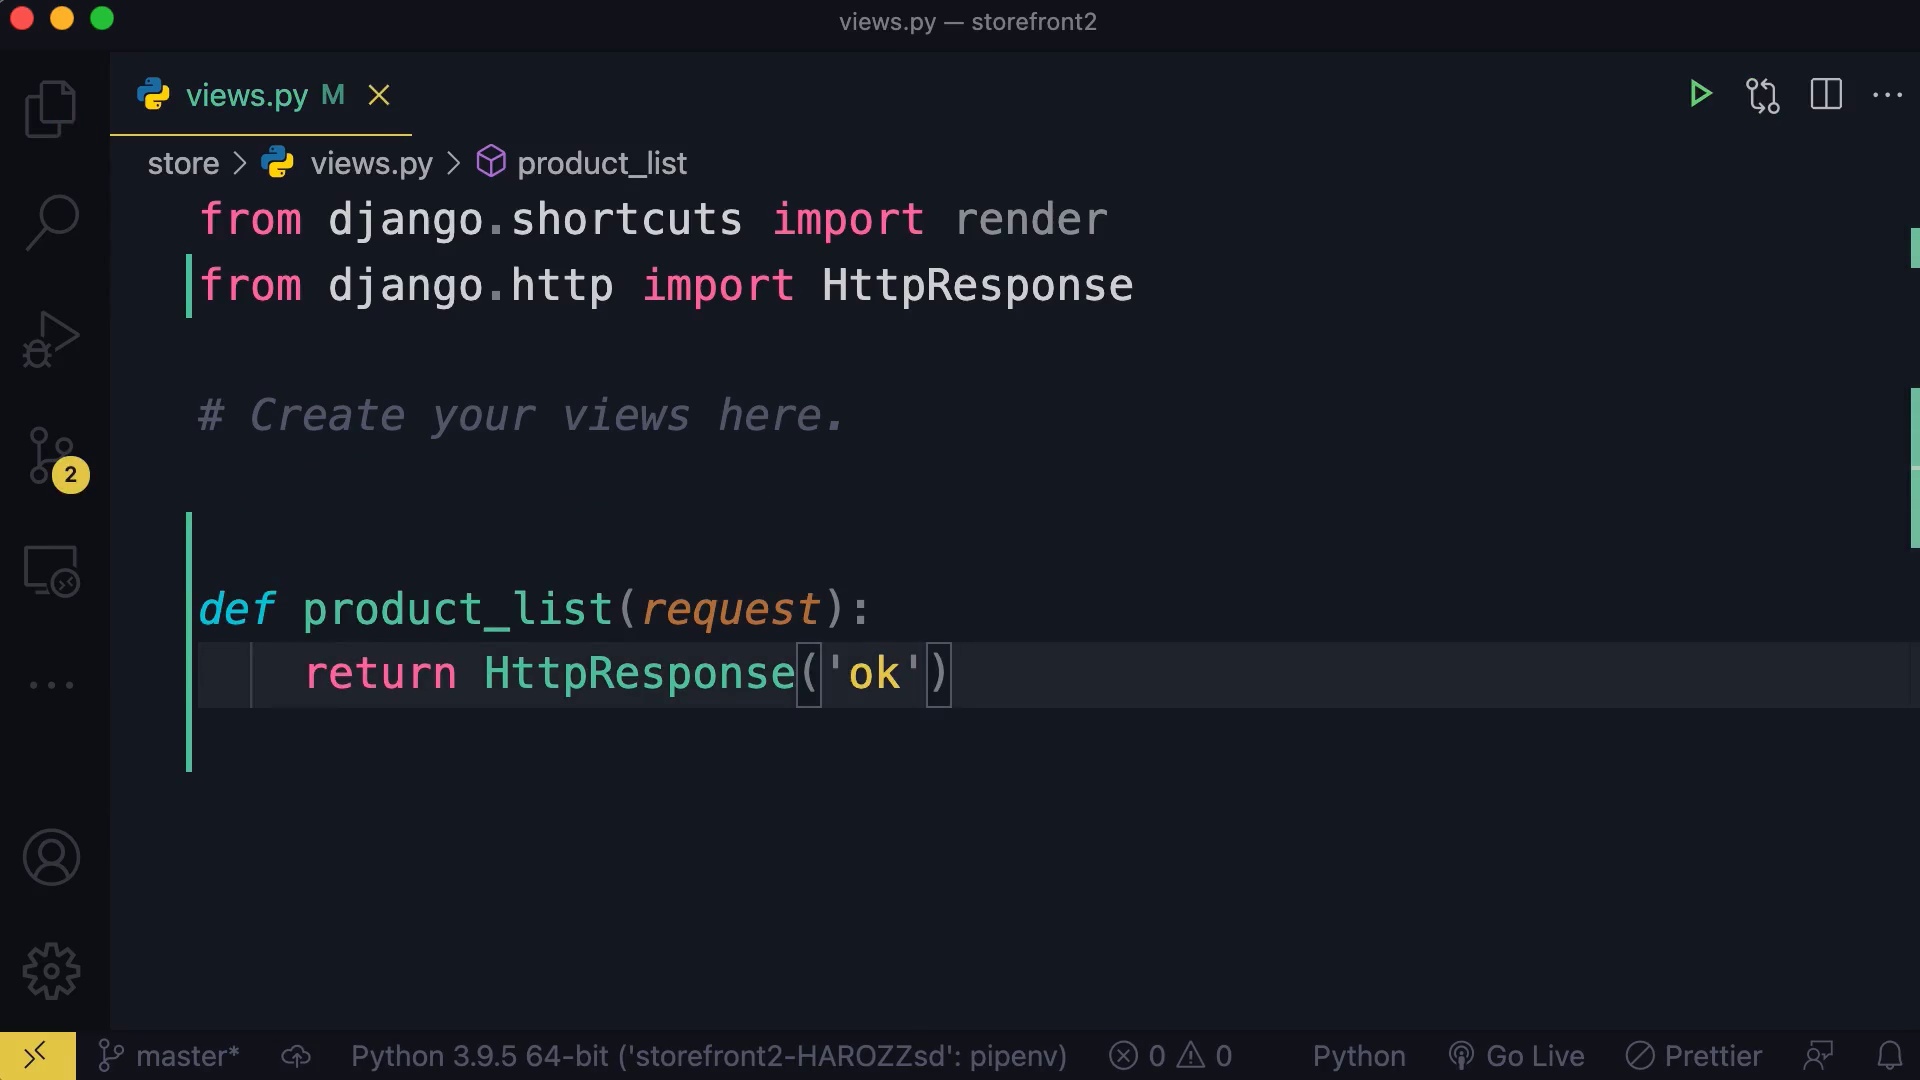 views.py — storefront2
views.py M
store > views.py > product_list
from django.shortcuts import render
from django.http import HttpResponse
# Create your views here.
2
def product_list(request):
return HttpResponse('ok')
master* Python 3.9.5 64-bit ('storefront2-HAROZZsd': pipenv) 0 0 Python Go Live Prettier